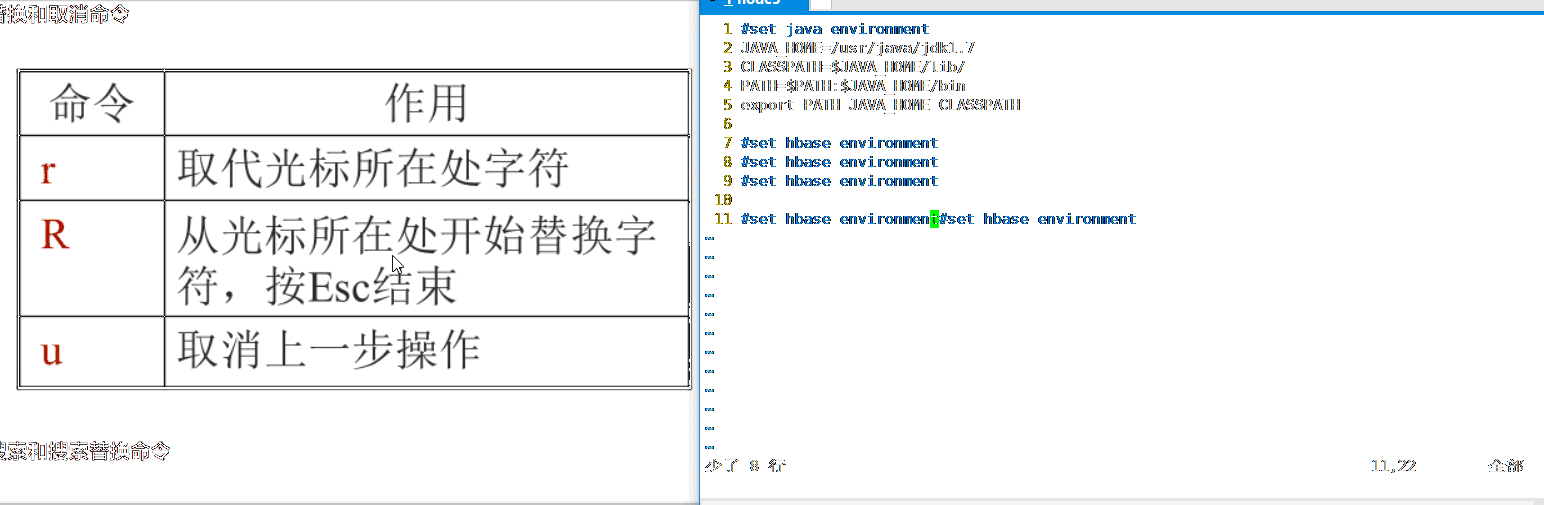 替换和取消命令
命令 作用
r 取代光标所在处字符
R 从光标所在处开始替换字
符，按Esc结束
u 取消上一步操作
搜索和搜索替换命令
1 node3
1 #set java environment
2 JAVA_HOME=/usr/java/jdk1.7
3 CLASSPATH=$JAVA_HOME/lib/
4 PATH=$PATH:$JAVA_HOME/bin
5 export PATH JAVA_HOME CLASSPATH
6
7 #set hbase environment
8 #set hbase environment
9 #set hbase environment
10
11 #set hbase environment#set hbase environment
~
~
~
~
~
~
~
~
~
~
~
~
少了 8 行 11,22 全部